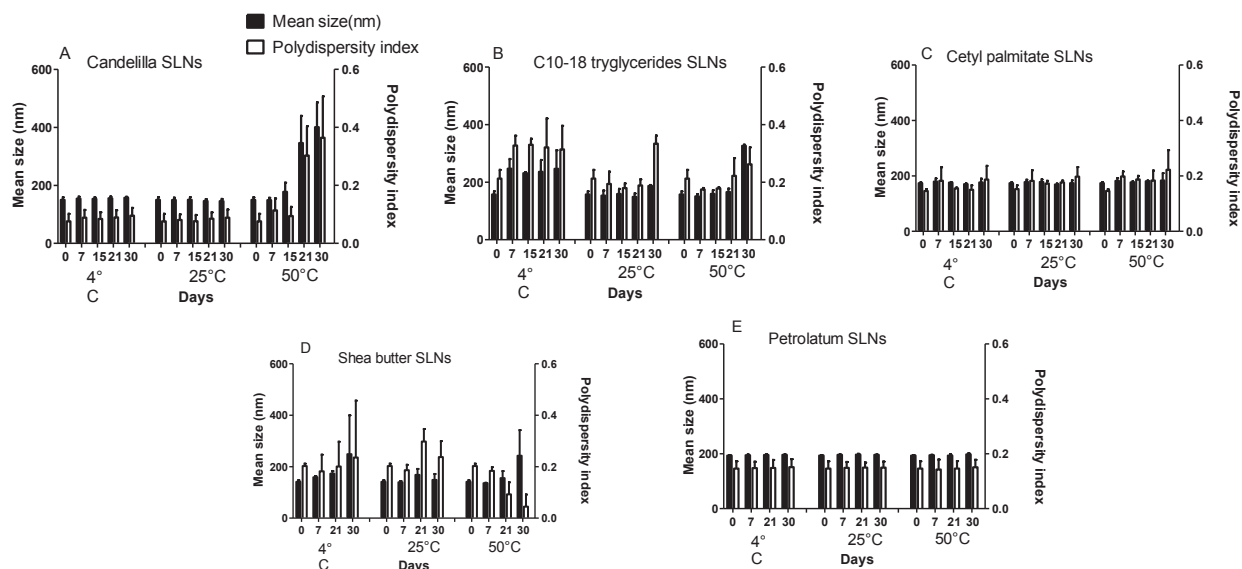 Mean size(nm)
Polydispersity index
A
Candelilla SLNs
600
400
200
0
Mean size (nm)
0.6
0.4
0.2
0.0
Polydispersity index
0 7 15 21 30
0 7 15 21 30
0 7 15 21 30
4°
C
25°C
50°C
Days
B
C10-18 tryglycerides SLNs
600
400
200
0
Mean size (nm)
0.6
0.4
0.2
0.0
Polydispersity index
0 7 15 21 30
0 7 15 21 30
0 7 15 21 30
4°
C
25°C
50°C
Days
C
Cetyl palmitate SLNs
600
400
200
0
Mean size (nm)
0.6
0.4
0.2
0.0
Polydispersity index
0 7 15 21 30
0 7 15 21 30
0 7 15 21 30
4°
C
25°C
50°C
Days
D
Shea butter SLNs
600
400
200
0
Mean size (nm)
0.6
0.4
0.2
0.0
Polydispersity index
0 7 21 30
0 7 21 30
0 7 21 30
4°
C
25°C
50°C
Days
E
Petrolatum SLNs
600
400
200
0
Mean size (nm)
0.6
0.4
0.2
0.0
Polydispersity index
0 7 21 30
0 7 21 30
0 7 21 30
4°
C
25°C
50°C
Days